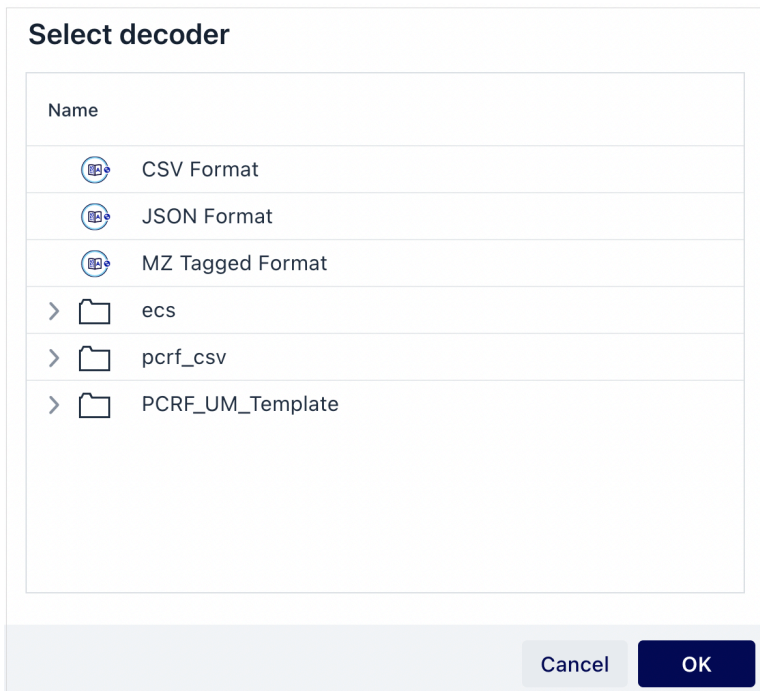 Select decoder
Name
CSV Format
JSON Format
MZ Tagged Format
ecs
pcrf_csv
PCRF_UM_Template
Cancel
OK